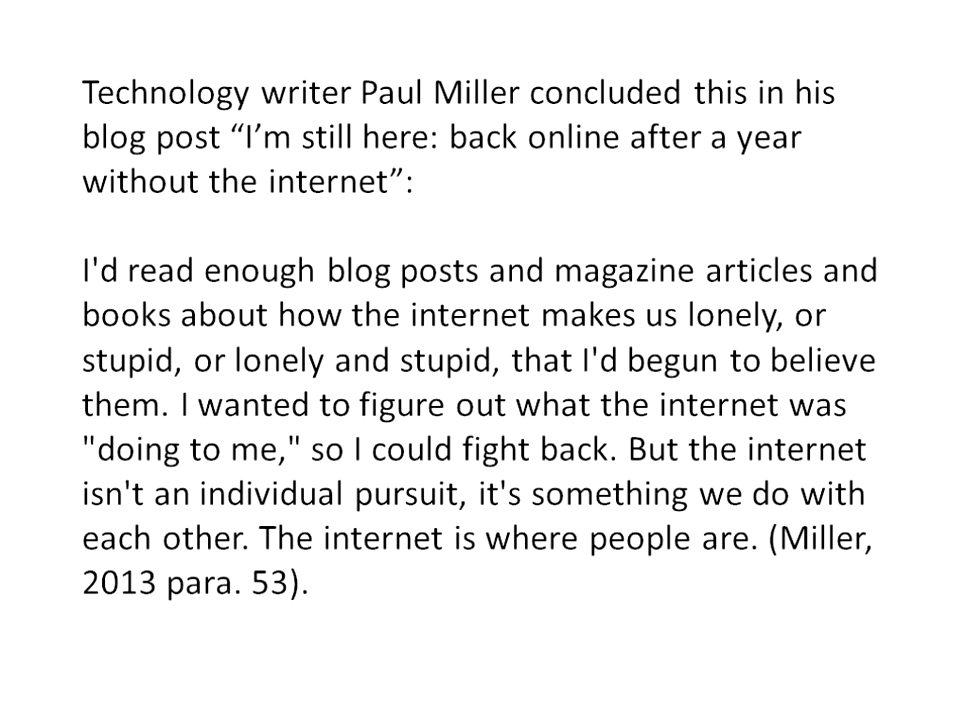 Technology writer Paul Miller concluded this in his
blog post “I’m still here: back online after a year
without the internet”:
I'd read enough blog posts and magazine articles and
books about how the internet makes us lonely, or
stupid, or lonely and stupid, that I'd begun to believe
them. I wanted to figure out what the internet was
"doing to me," so I could fight back. But the internet
isn't an individual pursuit, it's something we do with
each other. The internet is where people are. (Miller,
2013 para. 53).